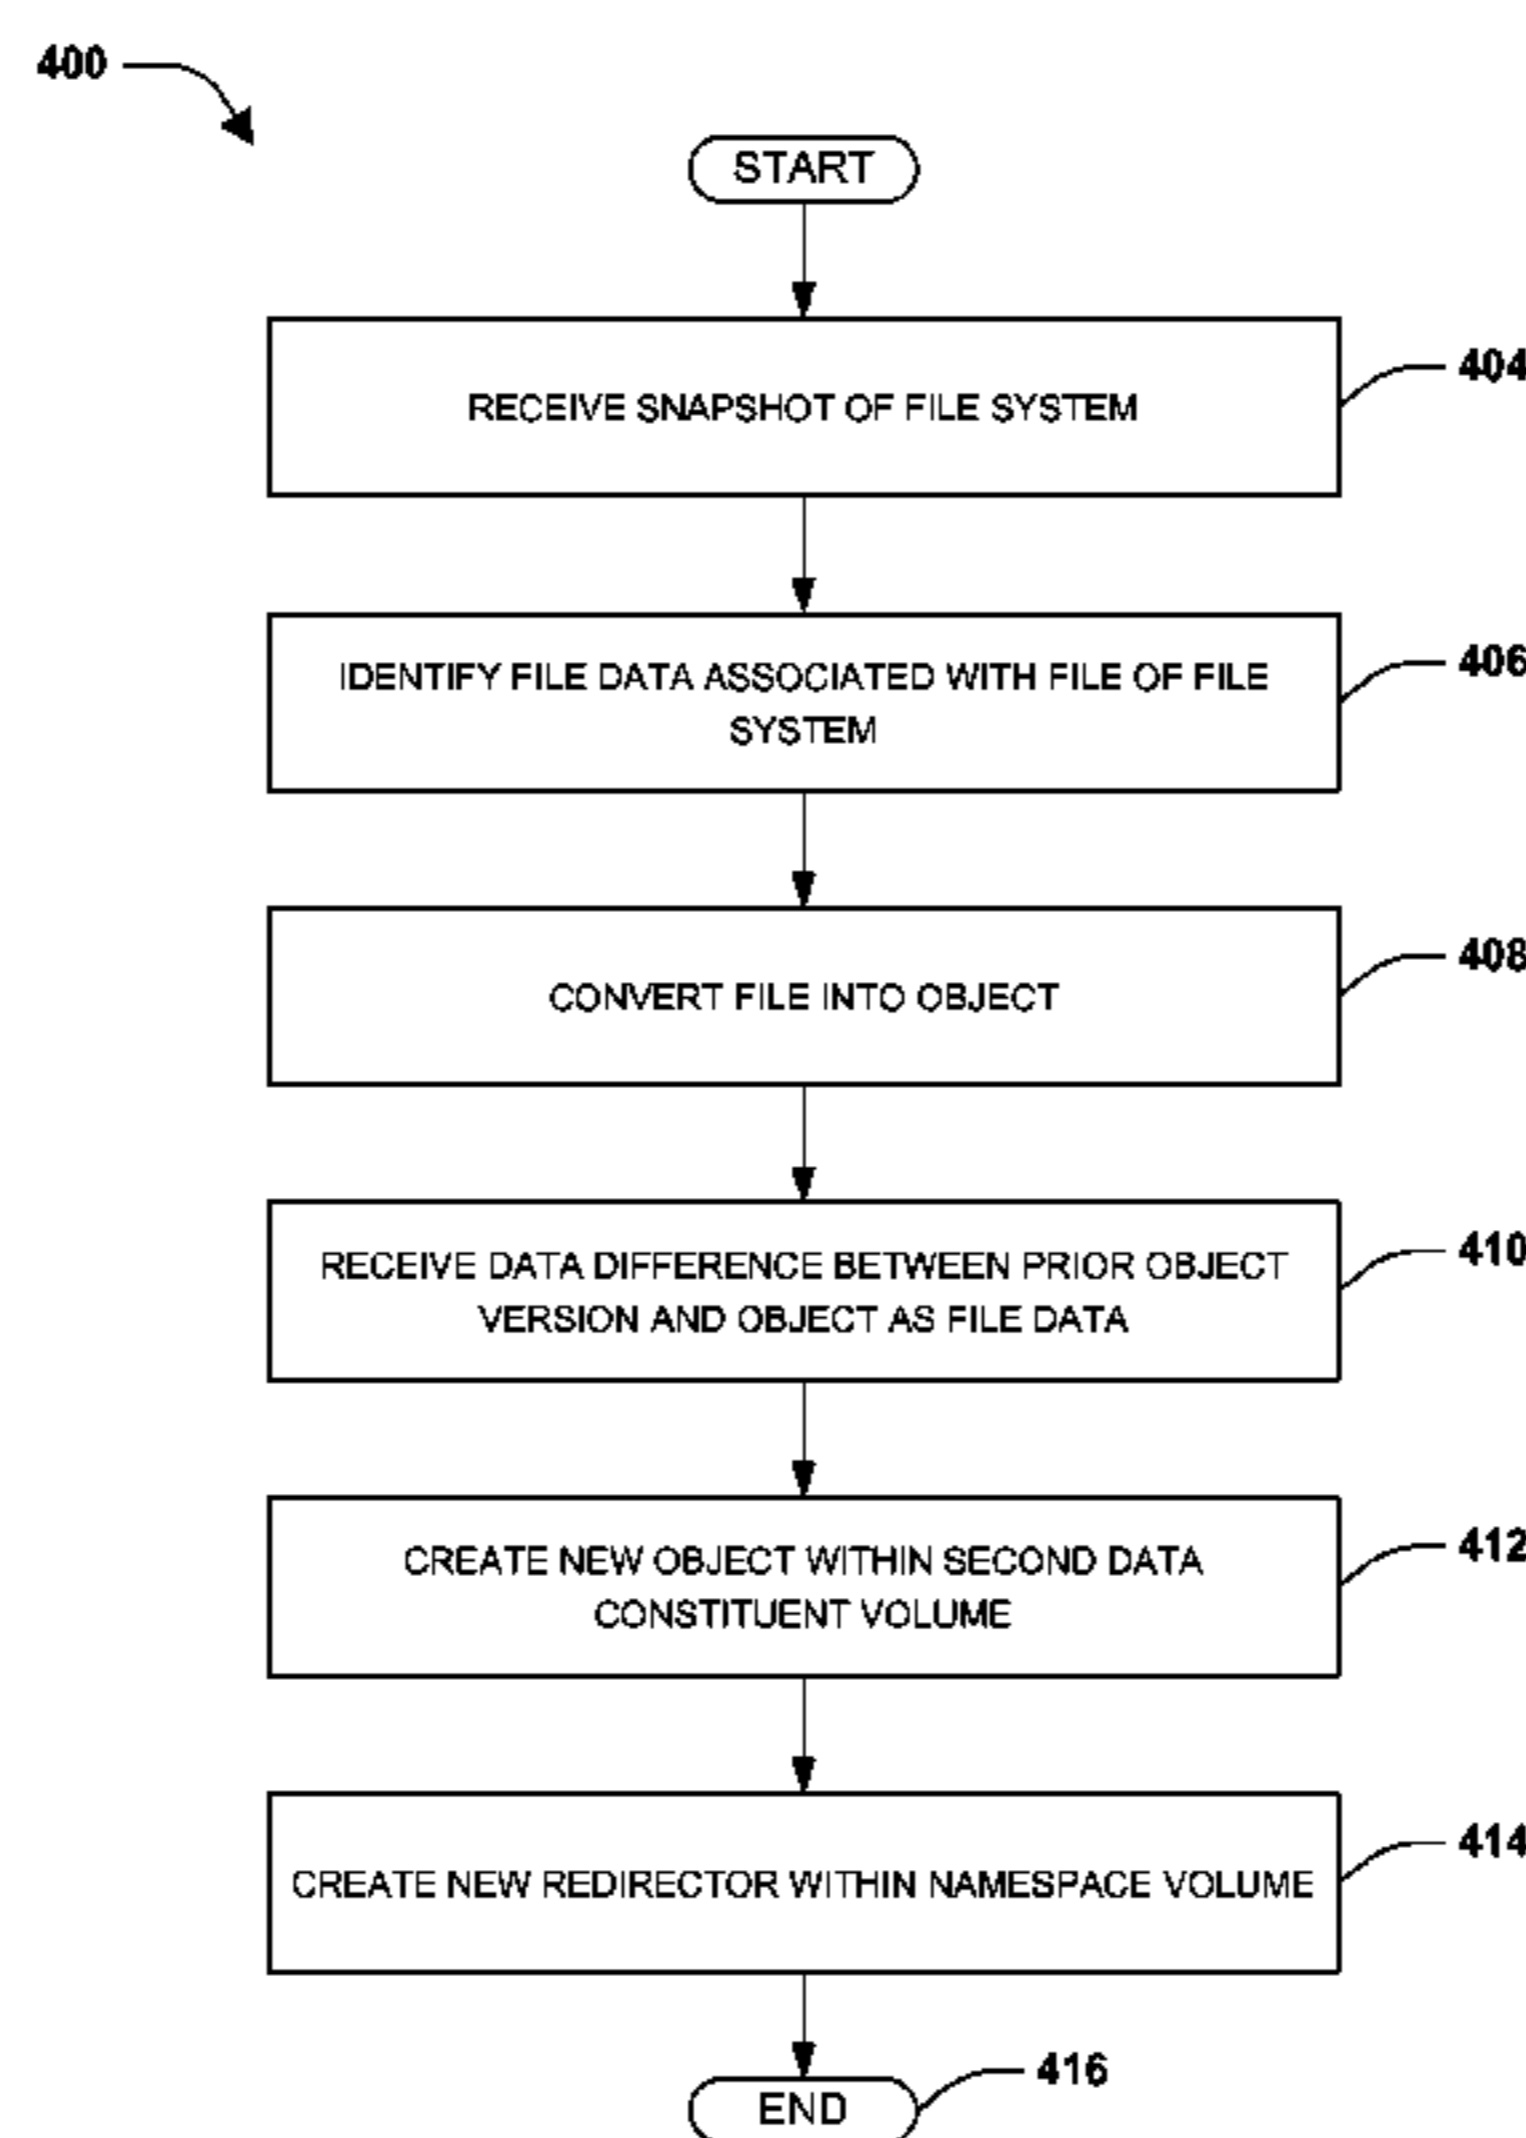 400
START
RECEIVE SNAPSHOT OF FILE SYSTEM
404
IDENTIFY FILE DATA ASSOCIATED WITH FILE OF FILE
SYSTEM
406
CONVERT FILE INTO OBJECT
408
RECEIVE DATA DIFFERENCE BETWEEN PRIOR OBJECT
VERSION AND OBJECT AS FILE DATA
410
CREATE NEW OBJECT WITHIN SECOND DATA
CONSTITUENT VOLUME
412
CREATE NEW REDIRECTOR WITHIN NAMESPACE VOLUME
414
END
416